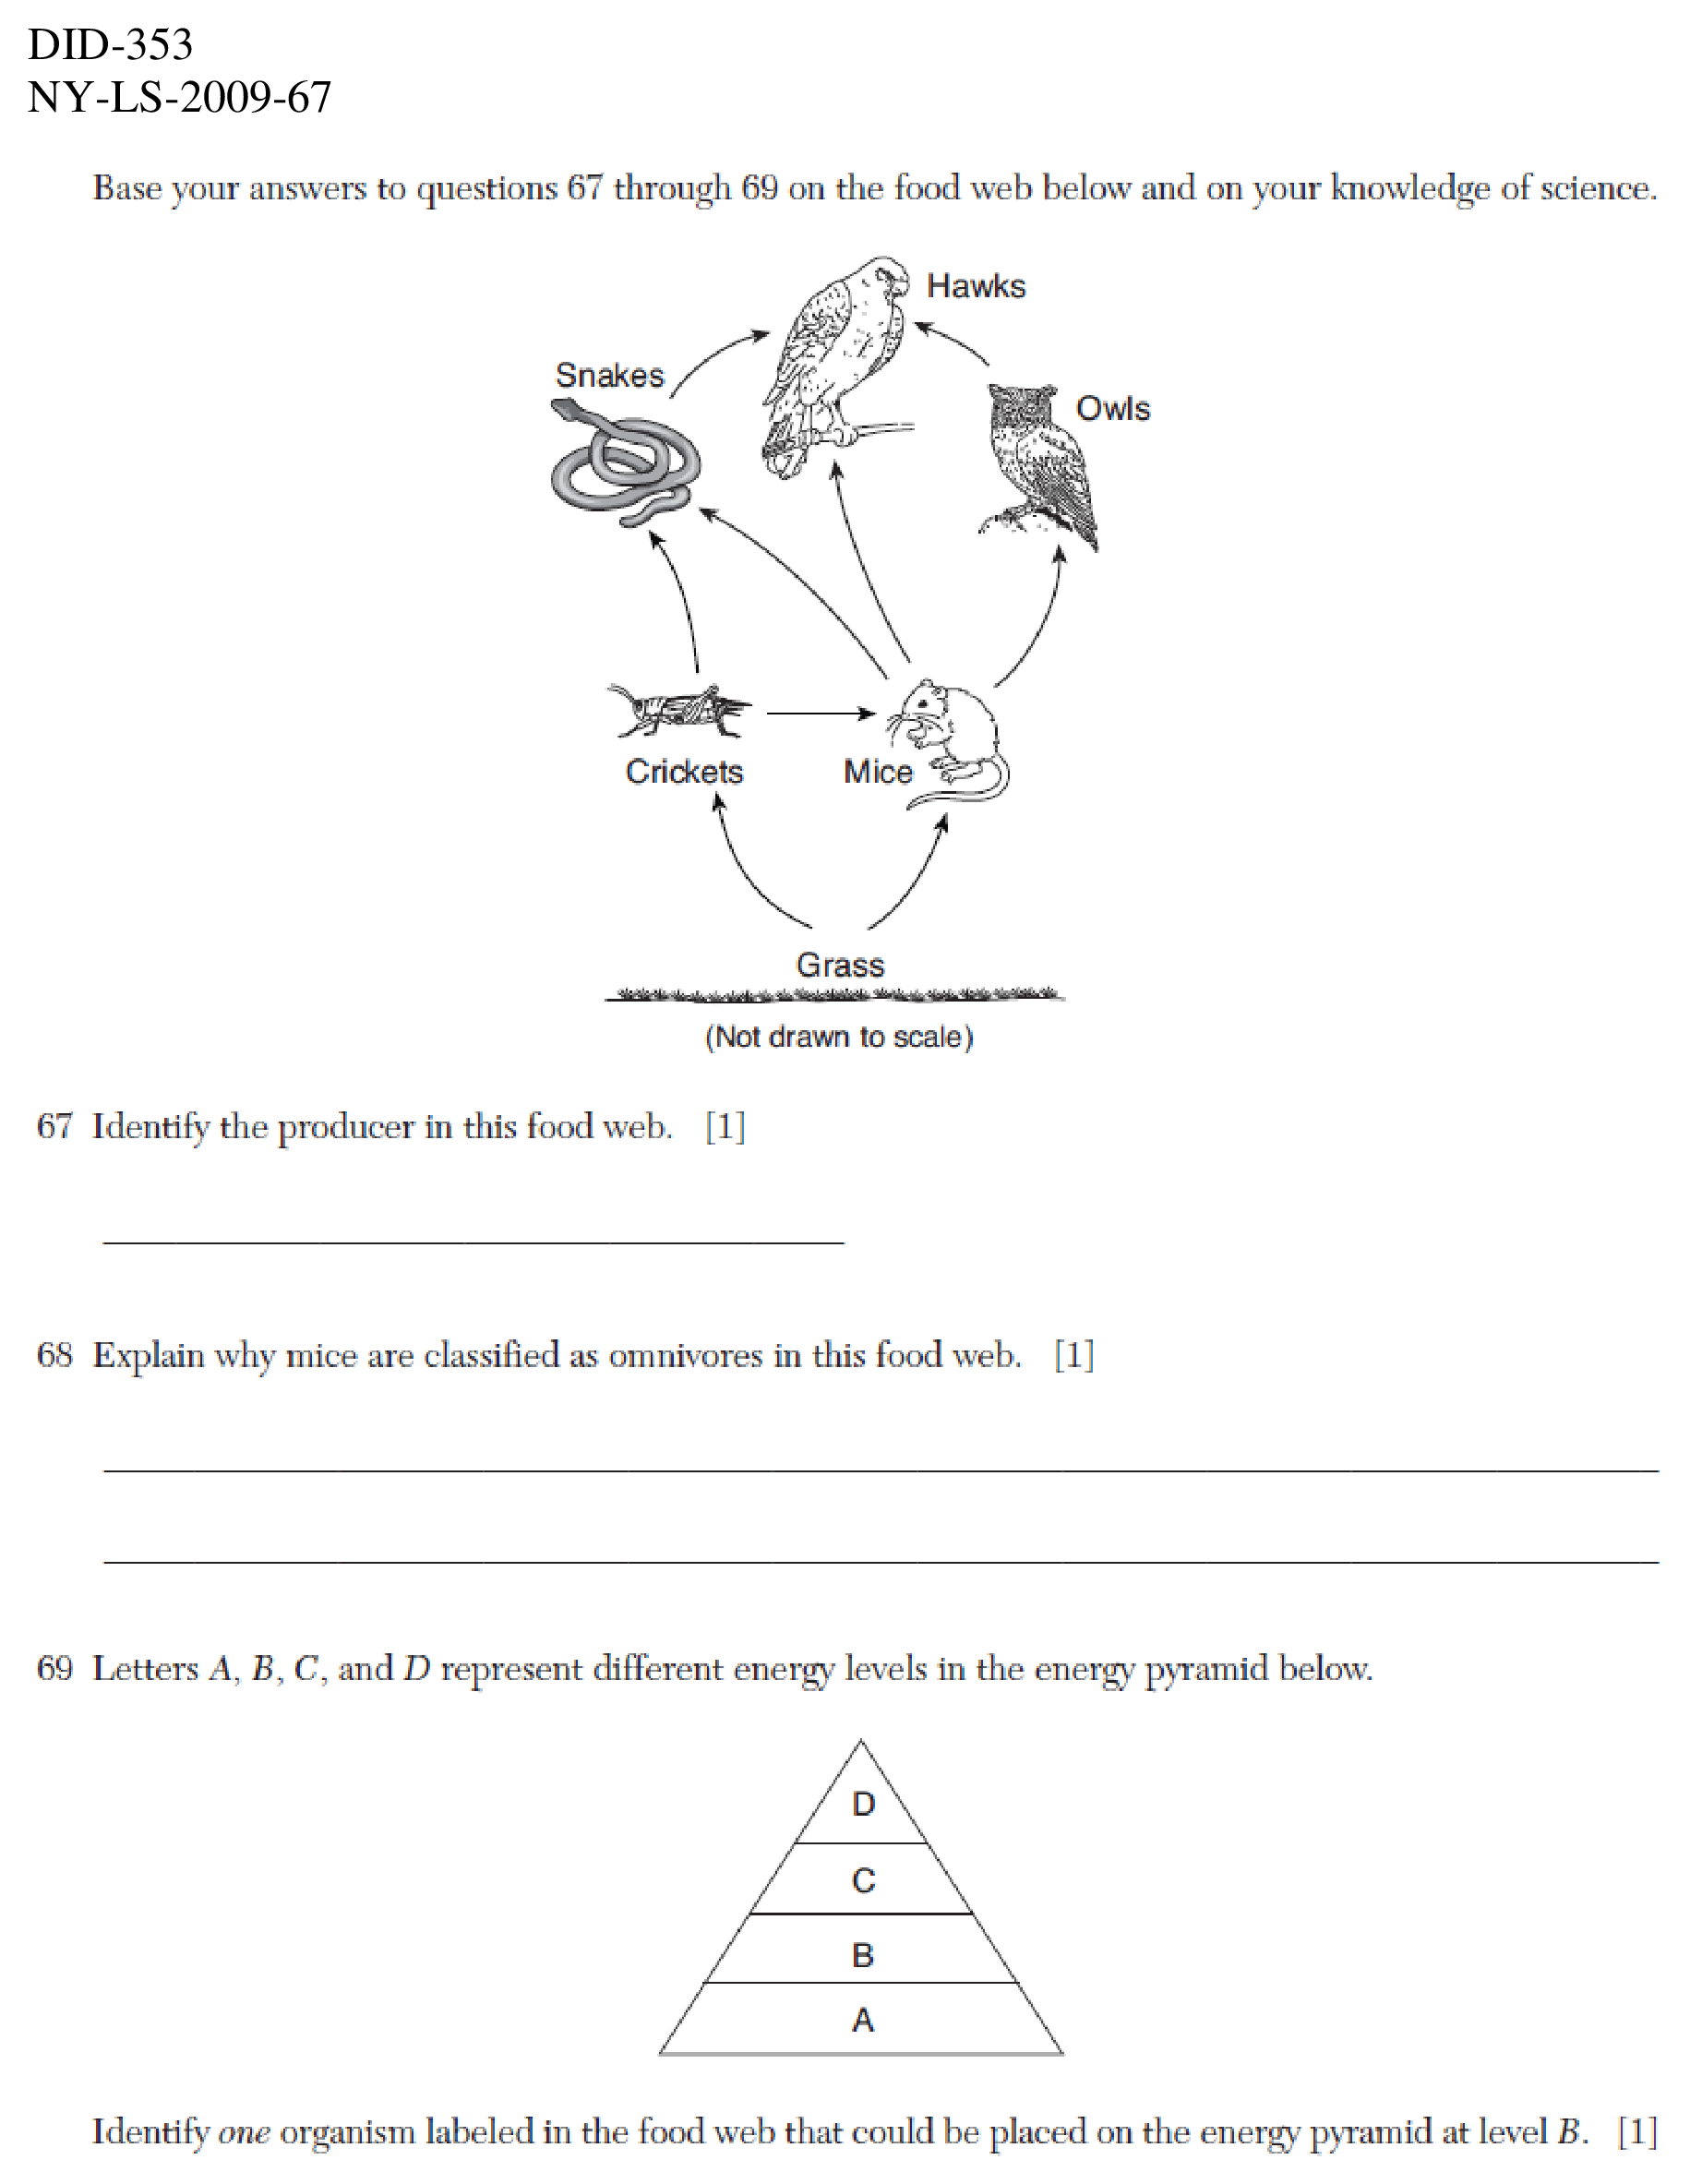 DID-353
NY-LS-2009-67
Base your answers to questions 67 through 69 on the food web below and on your knowledge of science.
Hawks
Snakes
Owls
Crickets
Mice
Grass
(Not drawn to scale)
67 Identify the producer in this food web. [1]
68 Explain why mice are classified as omnivores in this food web. [1]
69 Letters A, B, C, and D represent different energy levels in the energy pyramid below.
D
C
B
A
Identify one organism labeled in the food web that could be placed on the energy pyramid at level B. [1]